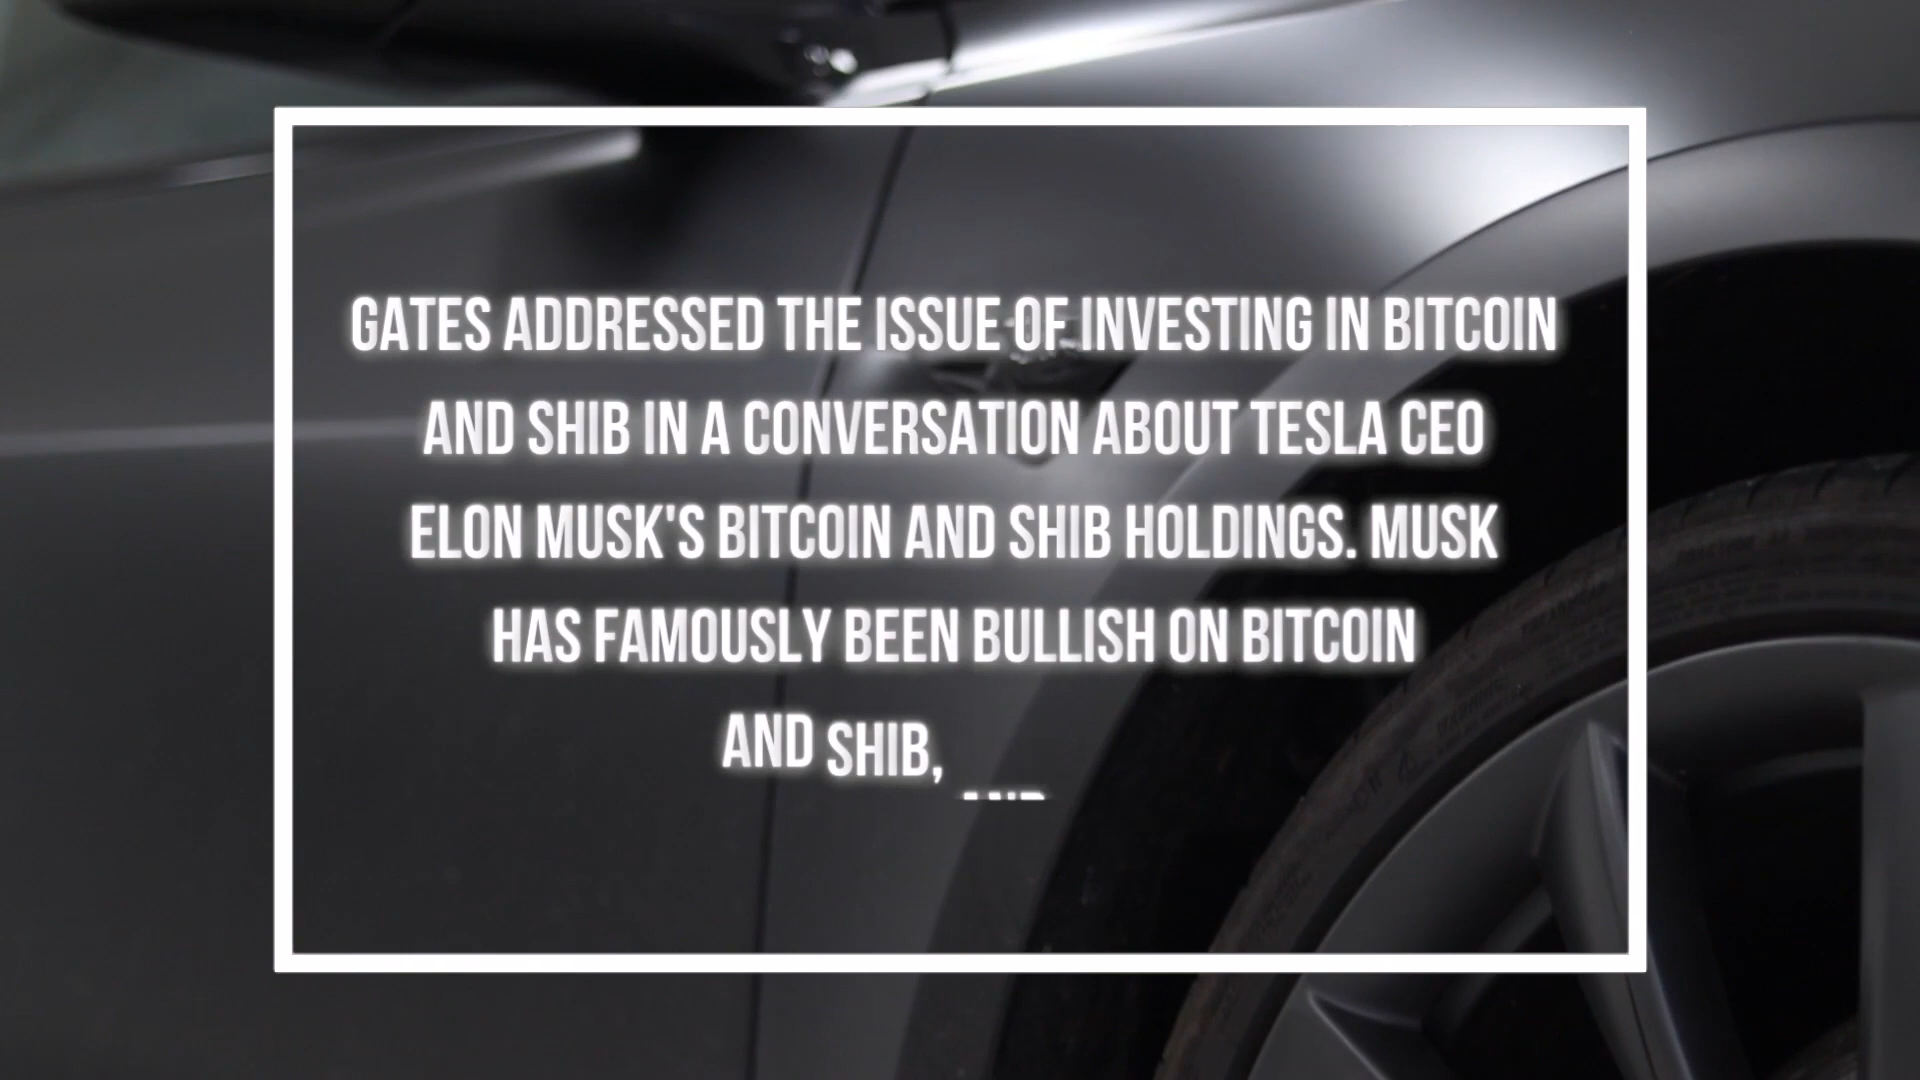 GATES ADDRESSED THE ISSUE OF INVESTING IN BITCOIN
AND SHIB IN A CONVERSATION ABOUT TESLA CEO
ELON MUSK'S BITCOIN AND SHIB HOLDINGS. MUSK
HAS FAMOUSLY BEEN BULLISH ON BITCOIN
AND SHIB,